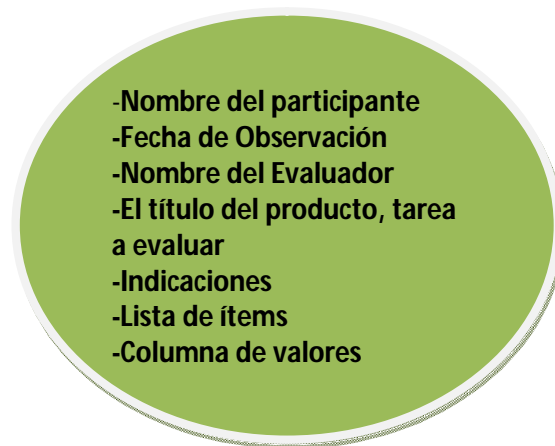 -Nombre del participante
-Fecha de Observación
-Nombre del Evaluador
-El título del producto, tarea
a evaluar
-Indicaciones
-Lista de ítems
-Columna de valores